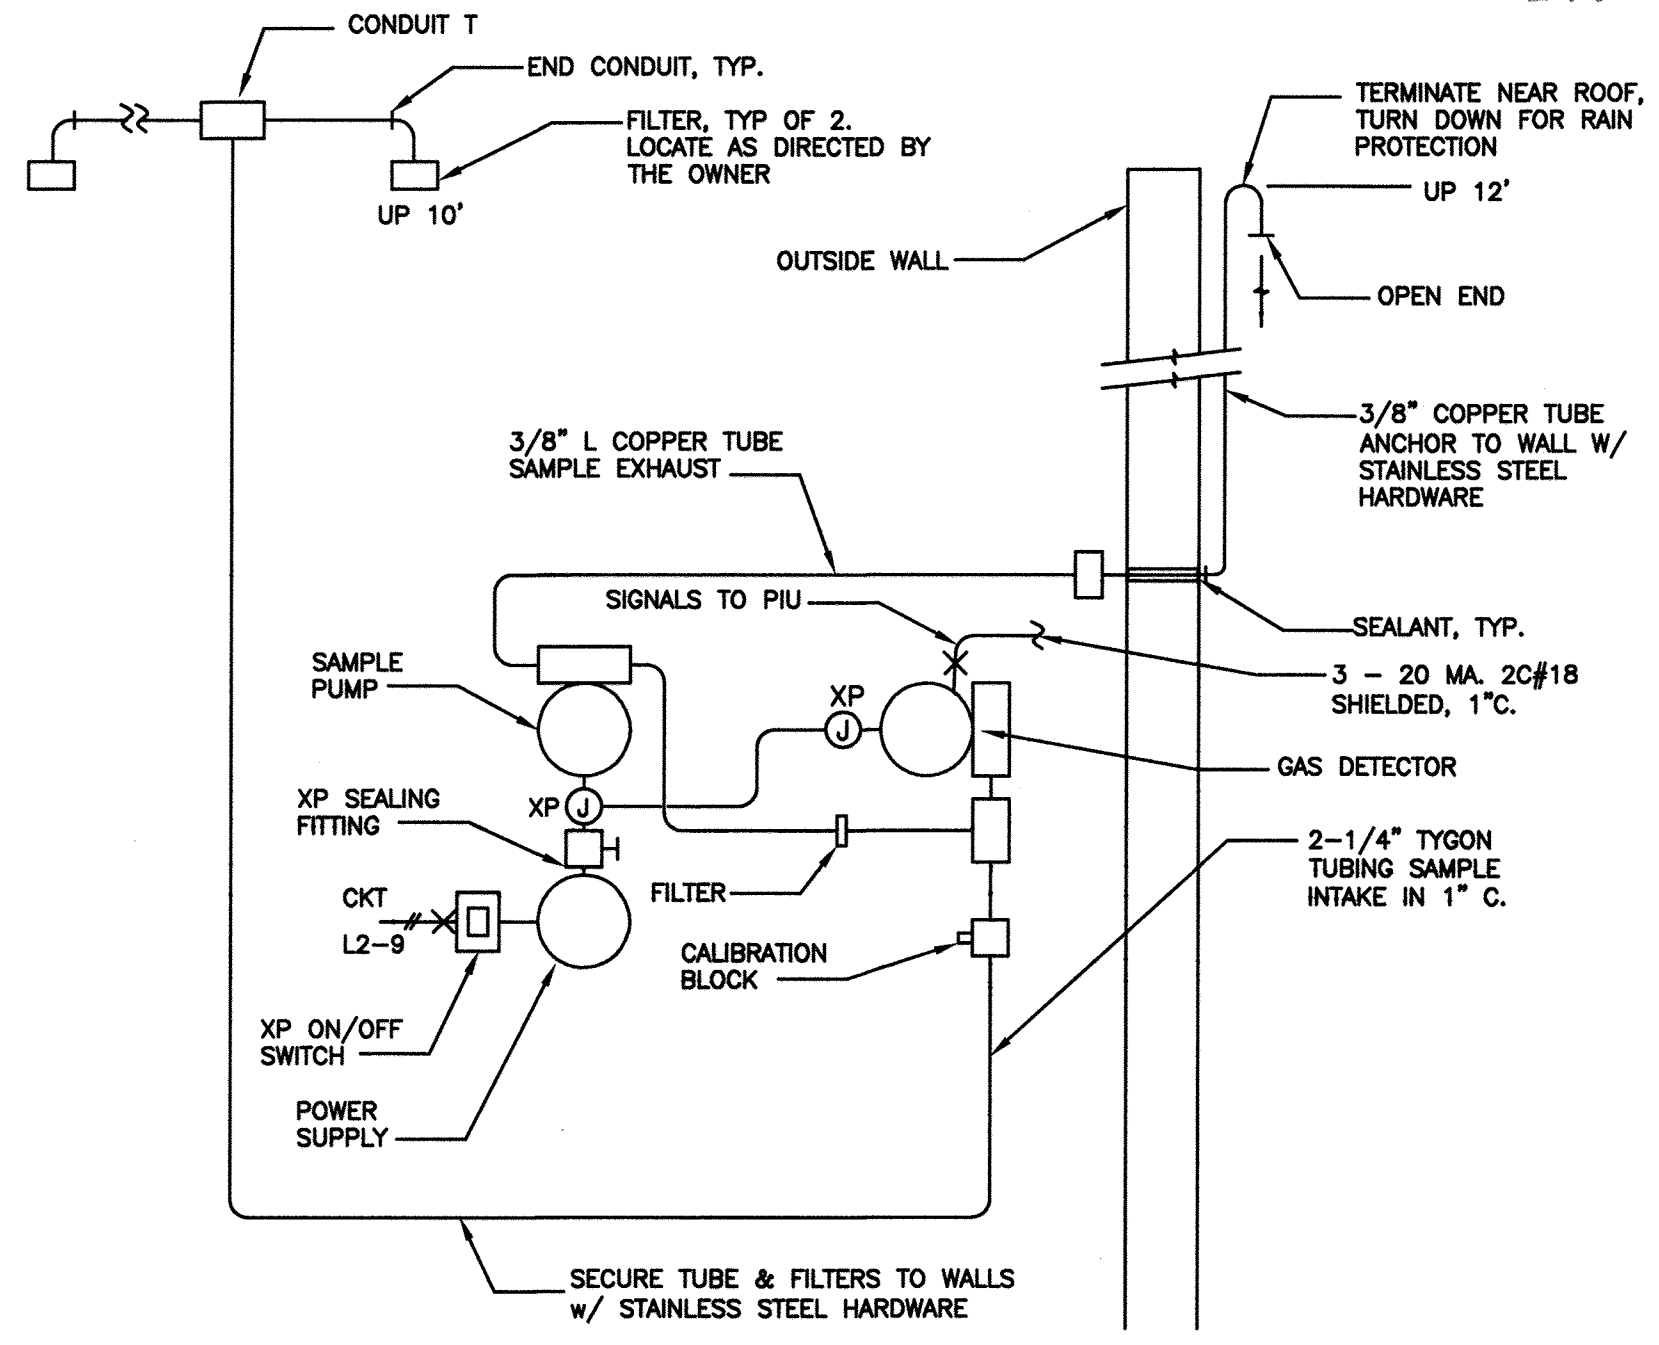 CONDUIT T
END CONDUIT, TYP.
FILTER, TYP OF 2.
LOCATE AS DIRECTED BY
THE OWNER
UP 10'
TERMINATE NEAR ROOF,
TURN DOWN FOR RAIN
PROTECTION
UP 12'
OUTSIDE WALL
OPEN END
3/8" COPPER TUBE
ANCHOR TO WALL W/
STAINLESS STEEL
HARDWARE
3/8" L COPPER TUBE
SAMPLE EXHAUST
SIGNALS TO PIU
SEALANT, TYP.
3 - 20 MA. 2C#18
SHIELDED, 1"C.
SAMPLE
PUMP
XP
J
GAS DETECTOR
XP SEALING
FITTING
XP
J
2-1/4" TYGON
TUBING SAMPLE
INTAKE IN 1" C.
FILTER
CKT
L2-9
CALIBRATION
BLOCK
XP ON/OFF
SWITCH
POWER
SUPPLY
SECURE TUBE & FILTERS TO WALLS
w/ STAINLESS STEEL HARDWARE